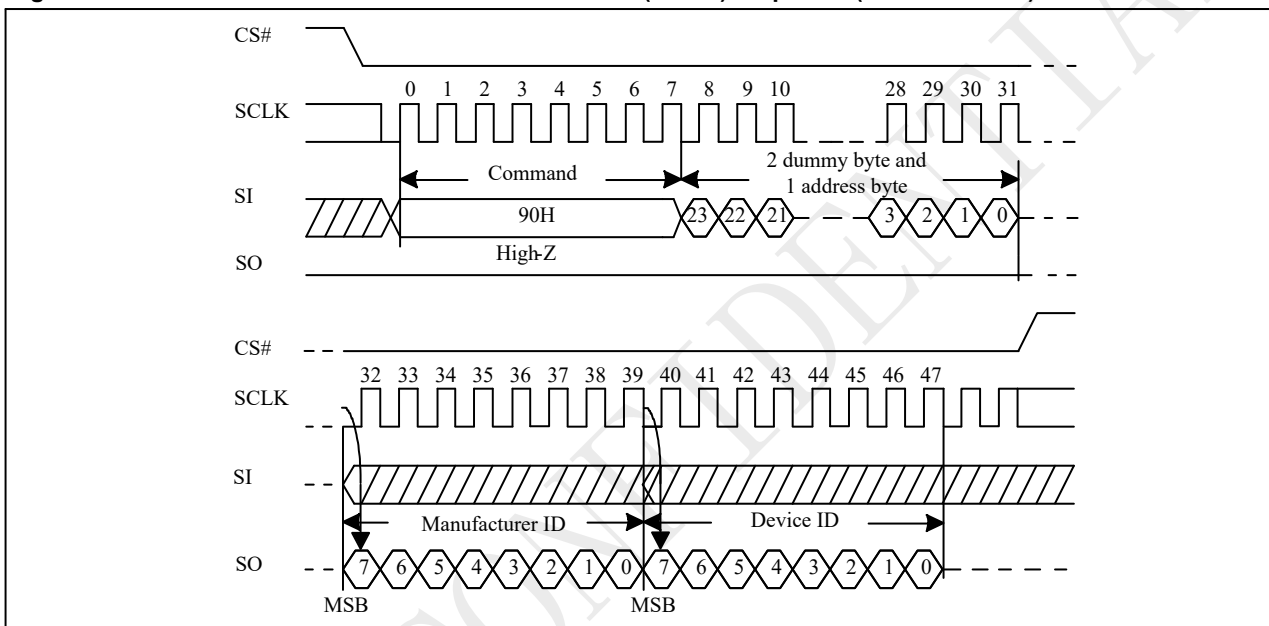 CS#
0 1 2 3 4 5 6 7 8 9 10 28 29 30 31
SCLK
Command
2 dummy byte and
1 address byte
SI
90H
23 22 21 3 2 1 0
High-Z
SO
CS#
32 33 34 35 36 37 38 39 40 41 42 43 44 45 46 47
SCLK
SI
Manufacturer ID
Device ID
SO
7 6 5 4 3 2 1 0 7 6 5 4 3 2 1 0
MSB MSB